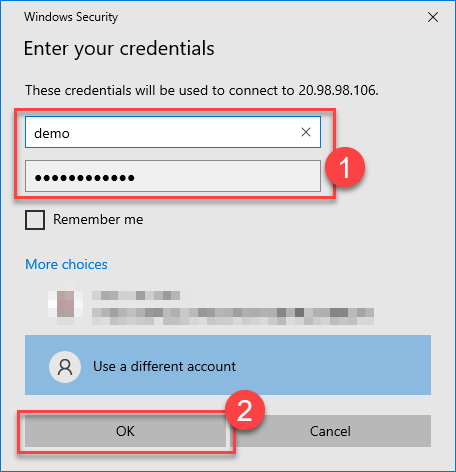 Windows Security
Enter your credentials
These credentials will be used to connect to 20.98.98.106.
demo
••••••••••••
1
Remember me
More choices
Use a different account
2
OK Cancel